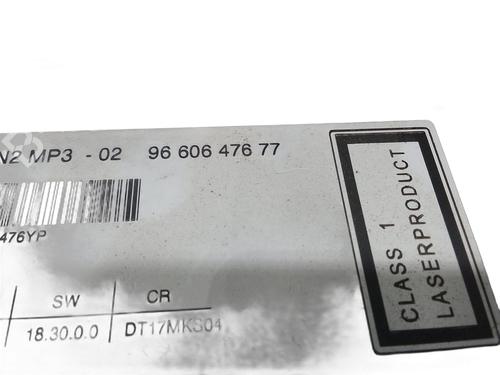 N2 MP3 - 02 96 606 476 77
476YP
SW CR
18.30.0.0 DT17MKS04
CLASS 1
LASERPRODUCT